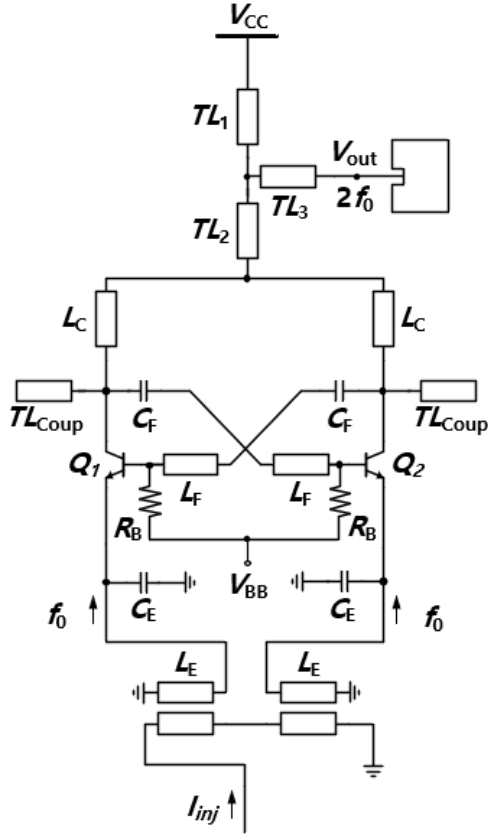 VCC
TL1
Vout
TL3
2f0
TL2
LC LC
TLCoup CF CF TLCoup
Q1 Q2
LF LF
RB RB
VBB
f0 CE CE f0
LE LE
Iinj